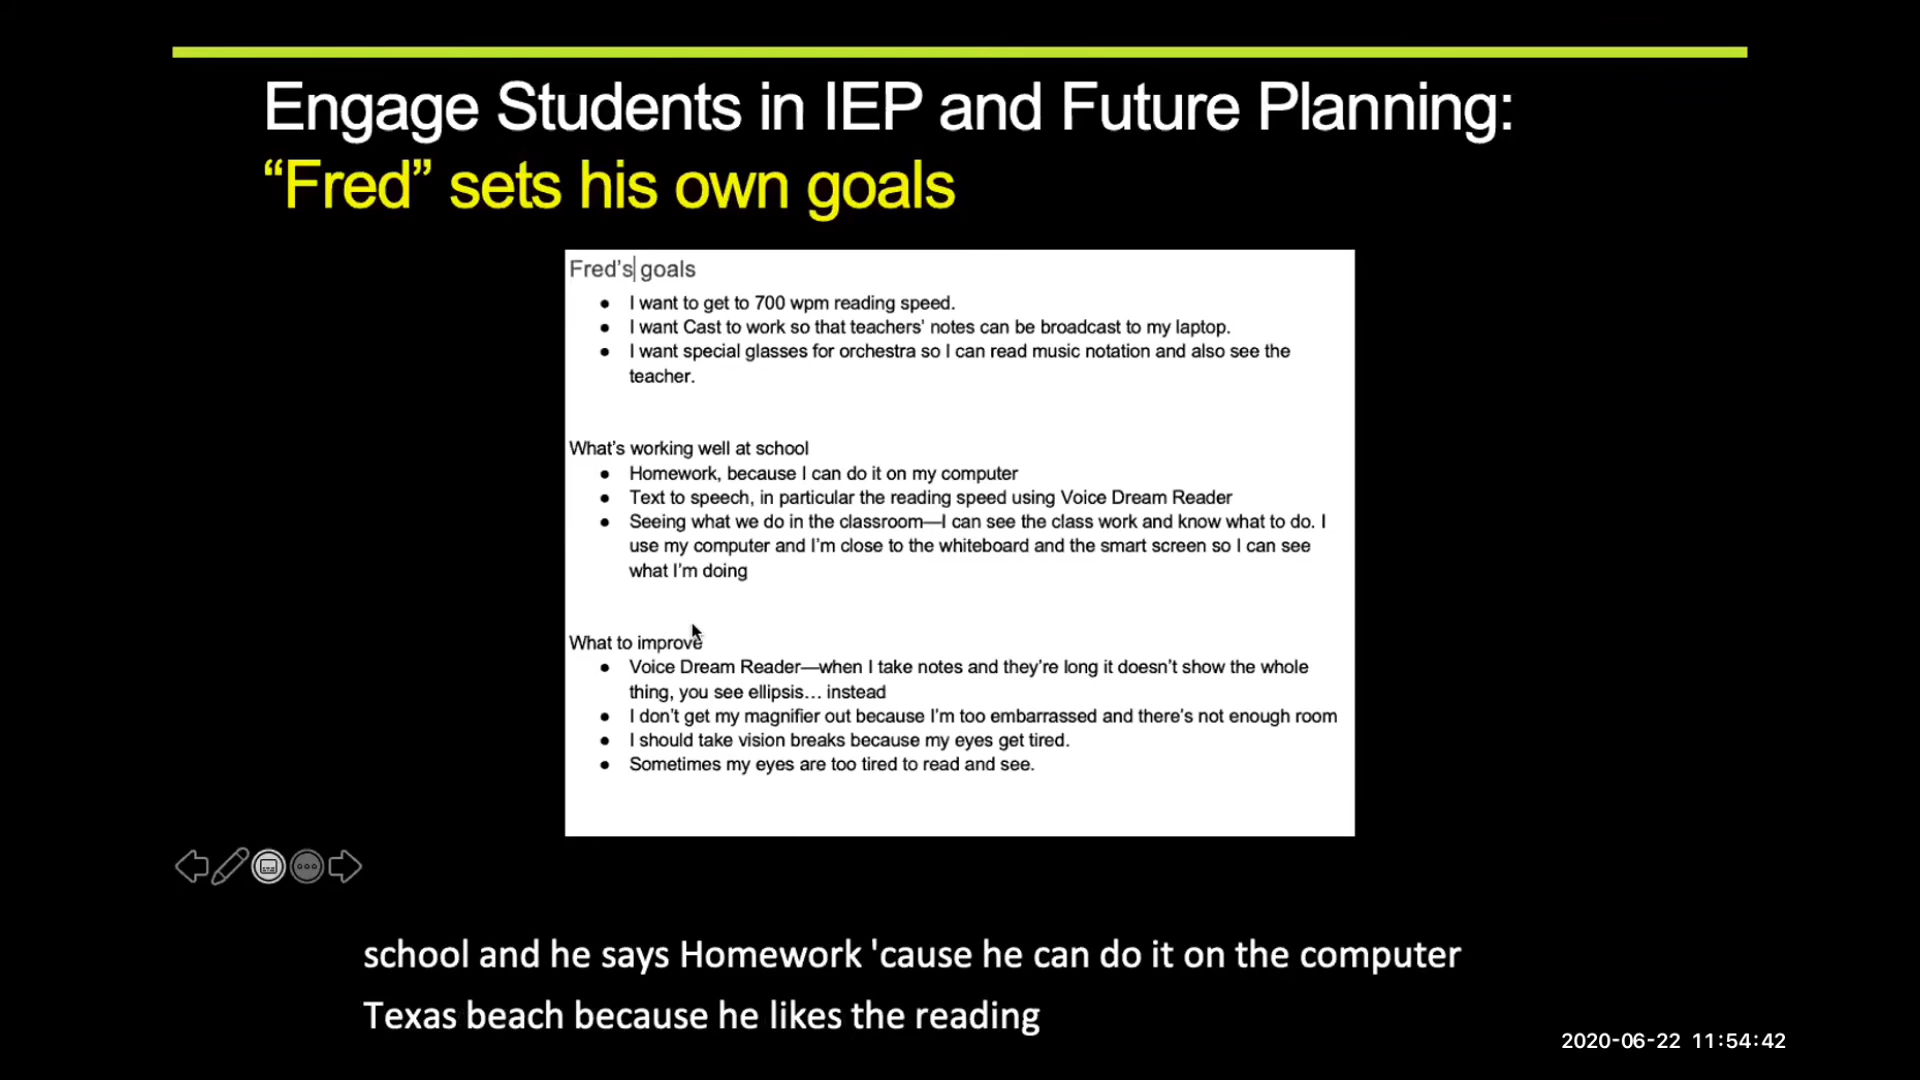 Engage Students in IEP and Future Planning:
“Fred” sets his own goals
Fred’s goals
● I want to get to 700 wpm reading speed.
● I want Cast to work so that teachers’ notes can be broadcast to my laptop.
● I want special glasses for orchestra so I can read music notation and also see the
teacher.
What’s working well at school
● Homework, because I can do it on my computer
● Text to speech, in particular the reading speed using Voice Dream Reader
● Seeing what we do in the classroom—I can see the class work and know what to do. I
use my computer and I’m close to the whiteboard and the smart screen so I can see
what I’m doing
What to improve
● Voice Dream Reader—when I take notes and they’re long it doesn’t show the whole
thing, you see ellipsis... instead
● I don’t get my magnifier out because I’m too embarrassed and there’s not enough room
● I should take vision breaks because my eyes get tired.
● Sometimes my eyes are too tired to read and see.
school and he says Homework 'cause he can do it on the computer
Texas beach because he likes the reading
2020-06-22 11:54:42